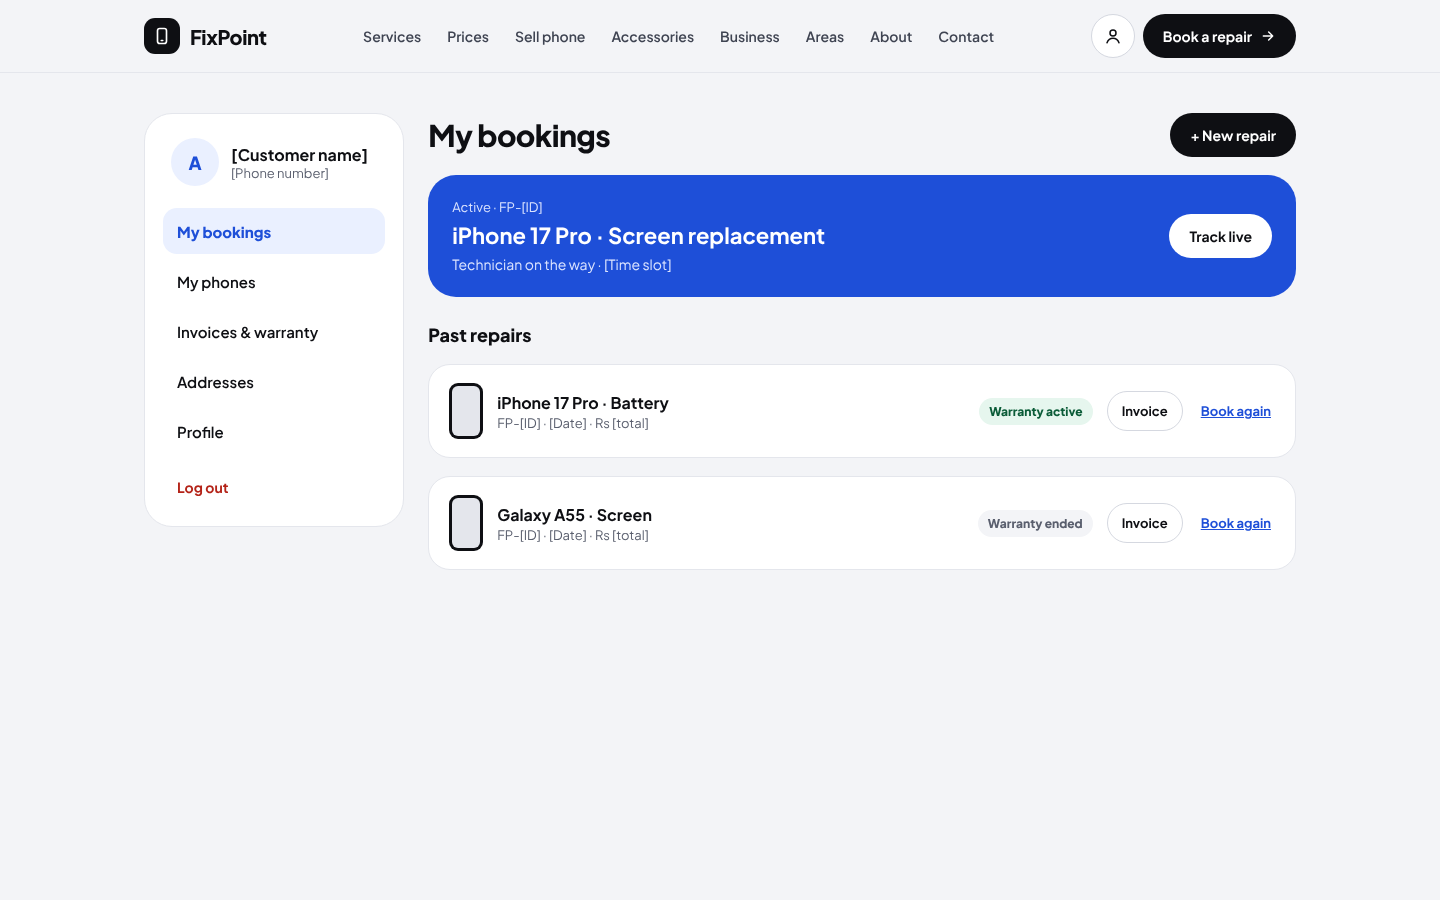 FixPoint
Services
Prices
Sell phone
Accessories
Business
Areas
About
Contact
Book a repair →
A
[Customer name]
[Phone number]
My bookings
My phones
Invoices & warranty
Addresses
Profile
Log out
My bookings
+ New repair
Active · FP-[ID]
iPhone 17 Pro · Screen replacement
Technician on the way · [Time slot]
Track live
Past repairs
iPhone 17 Pro · Battery
FP-[ID] · [Date] · Rs [total]
Warranty active
Invoice
Book again
Galaxy A55 · Screen
FP-[ID] · [Date] · Rs [total]
Warranty ended
Invoice
Book again